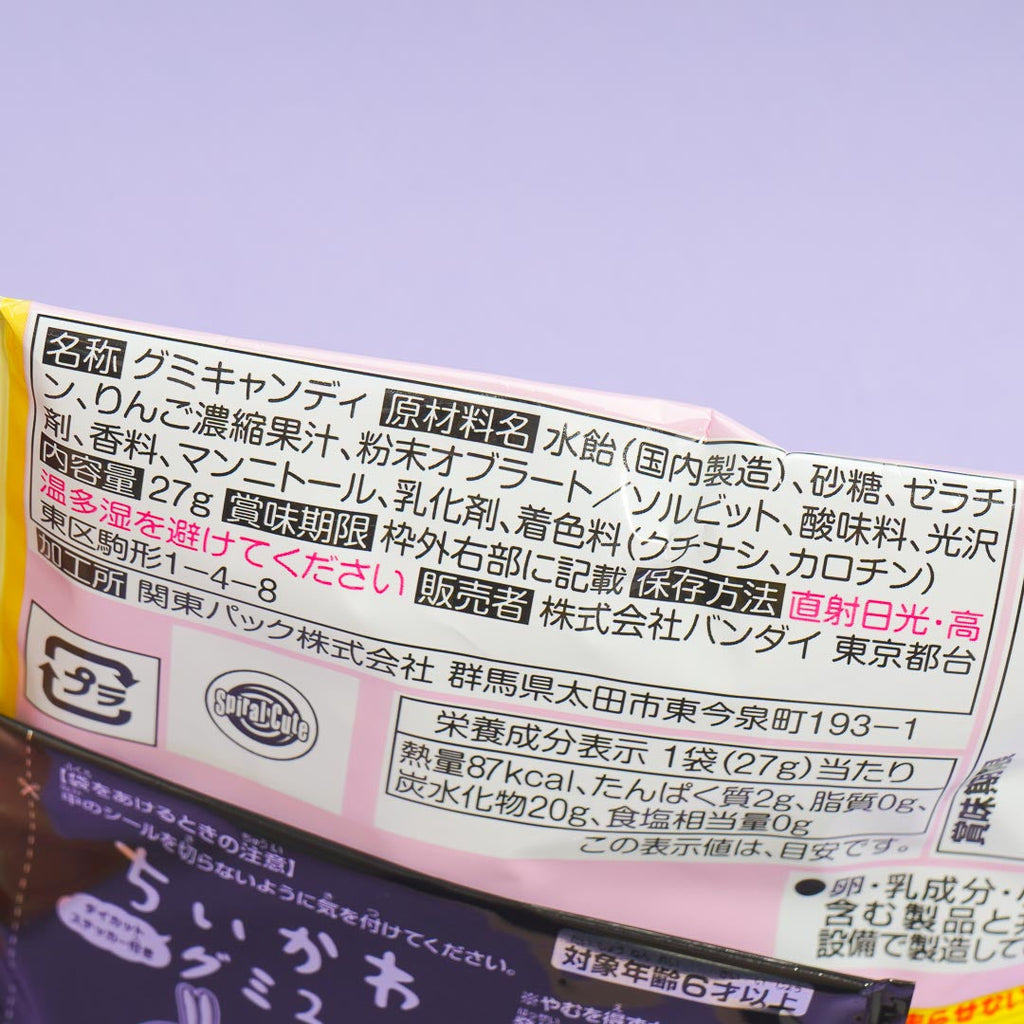 名称 グミキャンディ 原材料名 水飴(国内製造)、砂糖、ゼラチ
ン、りんご濃縮果汁、粉末オブラート／ソルビット、酸味料、光沢
剤、香料、マンニトール、乳化剤、着色料(クチナシ、カロチン)
内容量 27g 賞味期限 枠外右部に記載 保存方法 直射日光・高
温多湿を避けてください 販売者 株式会社バンダイ 東京都台
東区駒形1−4−8
加工所 関東パック株式会社 群馬県太田市東今泉町193−1
プラ
Spiral・Cute
栄養成分表示 1袋(27g)当たり
熱量87kcal、たんぱく質2g、脂質0g、
炭水化物20g、食塩相当量0g
この表示値は、目安です。
賞味期限
●卵・乳成分・
含む製品と
設備で製造して
【袋をあけるときの注意】
中のシールを切らないように気を付けてください。
ちいかわ
グミ2
ダイカット
ステッカー付き
対象年齢6才以上
※やむを得
らせない